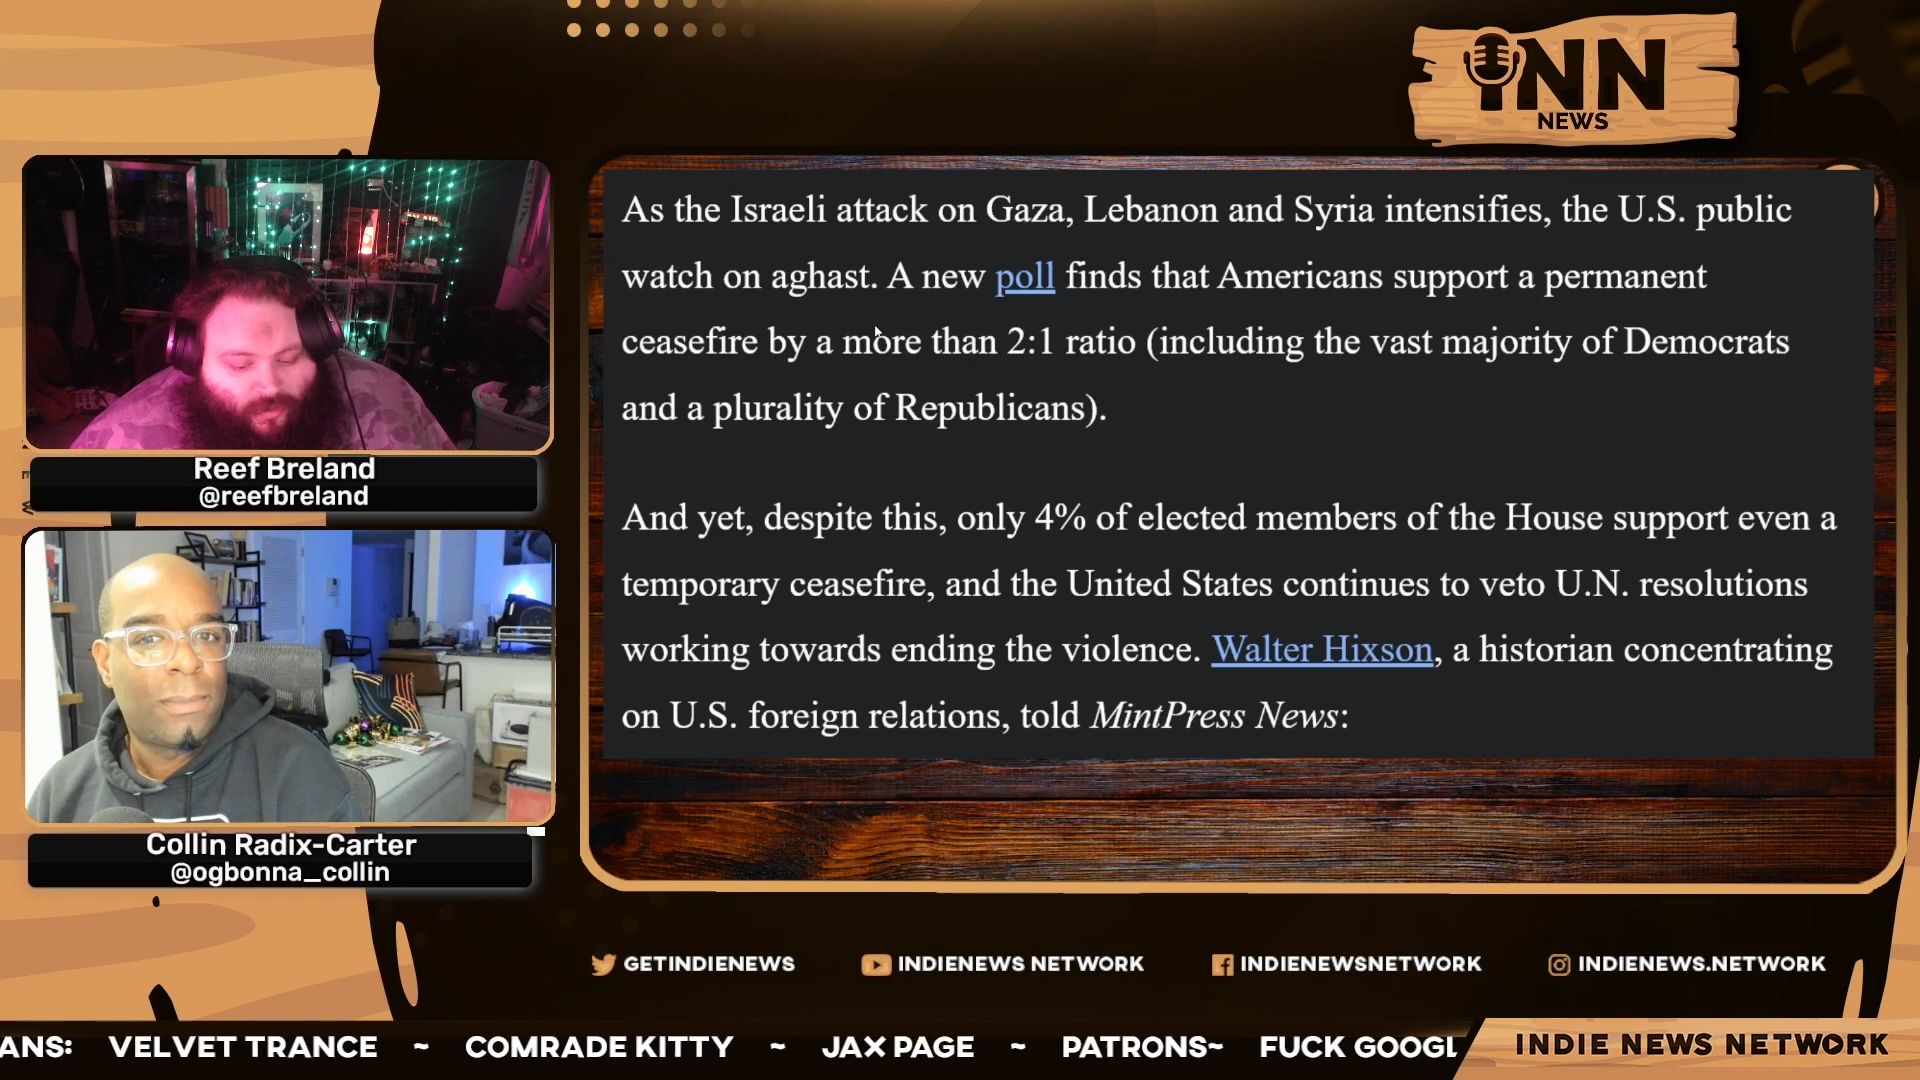 iNN
NEWS
As the Israeli attack on Gaza, Lebanon and Syria intensifies, the U.S. public
watch on aghast. A new poll finds that Americans support a permanent
ceasefire by a more than 2:1 ratio (including the vast majority of Democrats
and a plurality of Republicans).
And yet, despite this, only 4% of elected members of the House support even a
temporary ceasefire, and the United States continues to veto U.N. resolutions
working towards ending the violence. Walter Hixson, a historian concentrating
on U.S. foreign relations, told MintPress News:
Reef Breland
@reefbreland
Collin Radix-Carter
@ogbonna_collin
GETINDIENEWS
INDIENEWS NETWORK
INDIENEWSNETWORK
INDIENEWS.NETWORK
ANS: VELVET TRANCE ~ COMRADE KITTY ~ JAX PAGE ~ PATRONS~ FUCK GOOGL
INDIE NEWS NETWORK